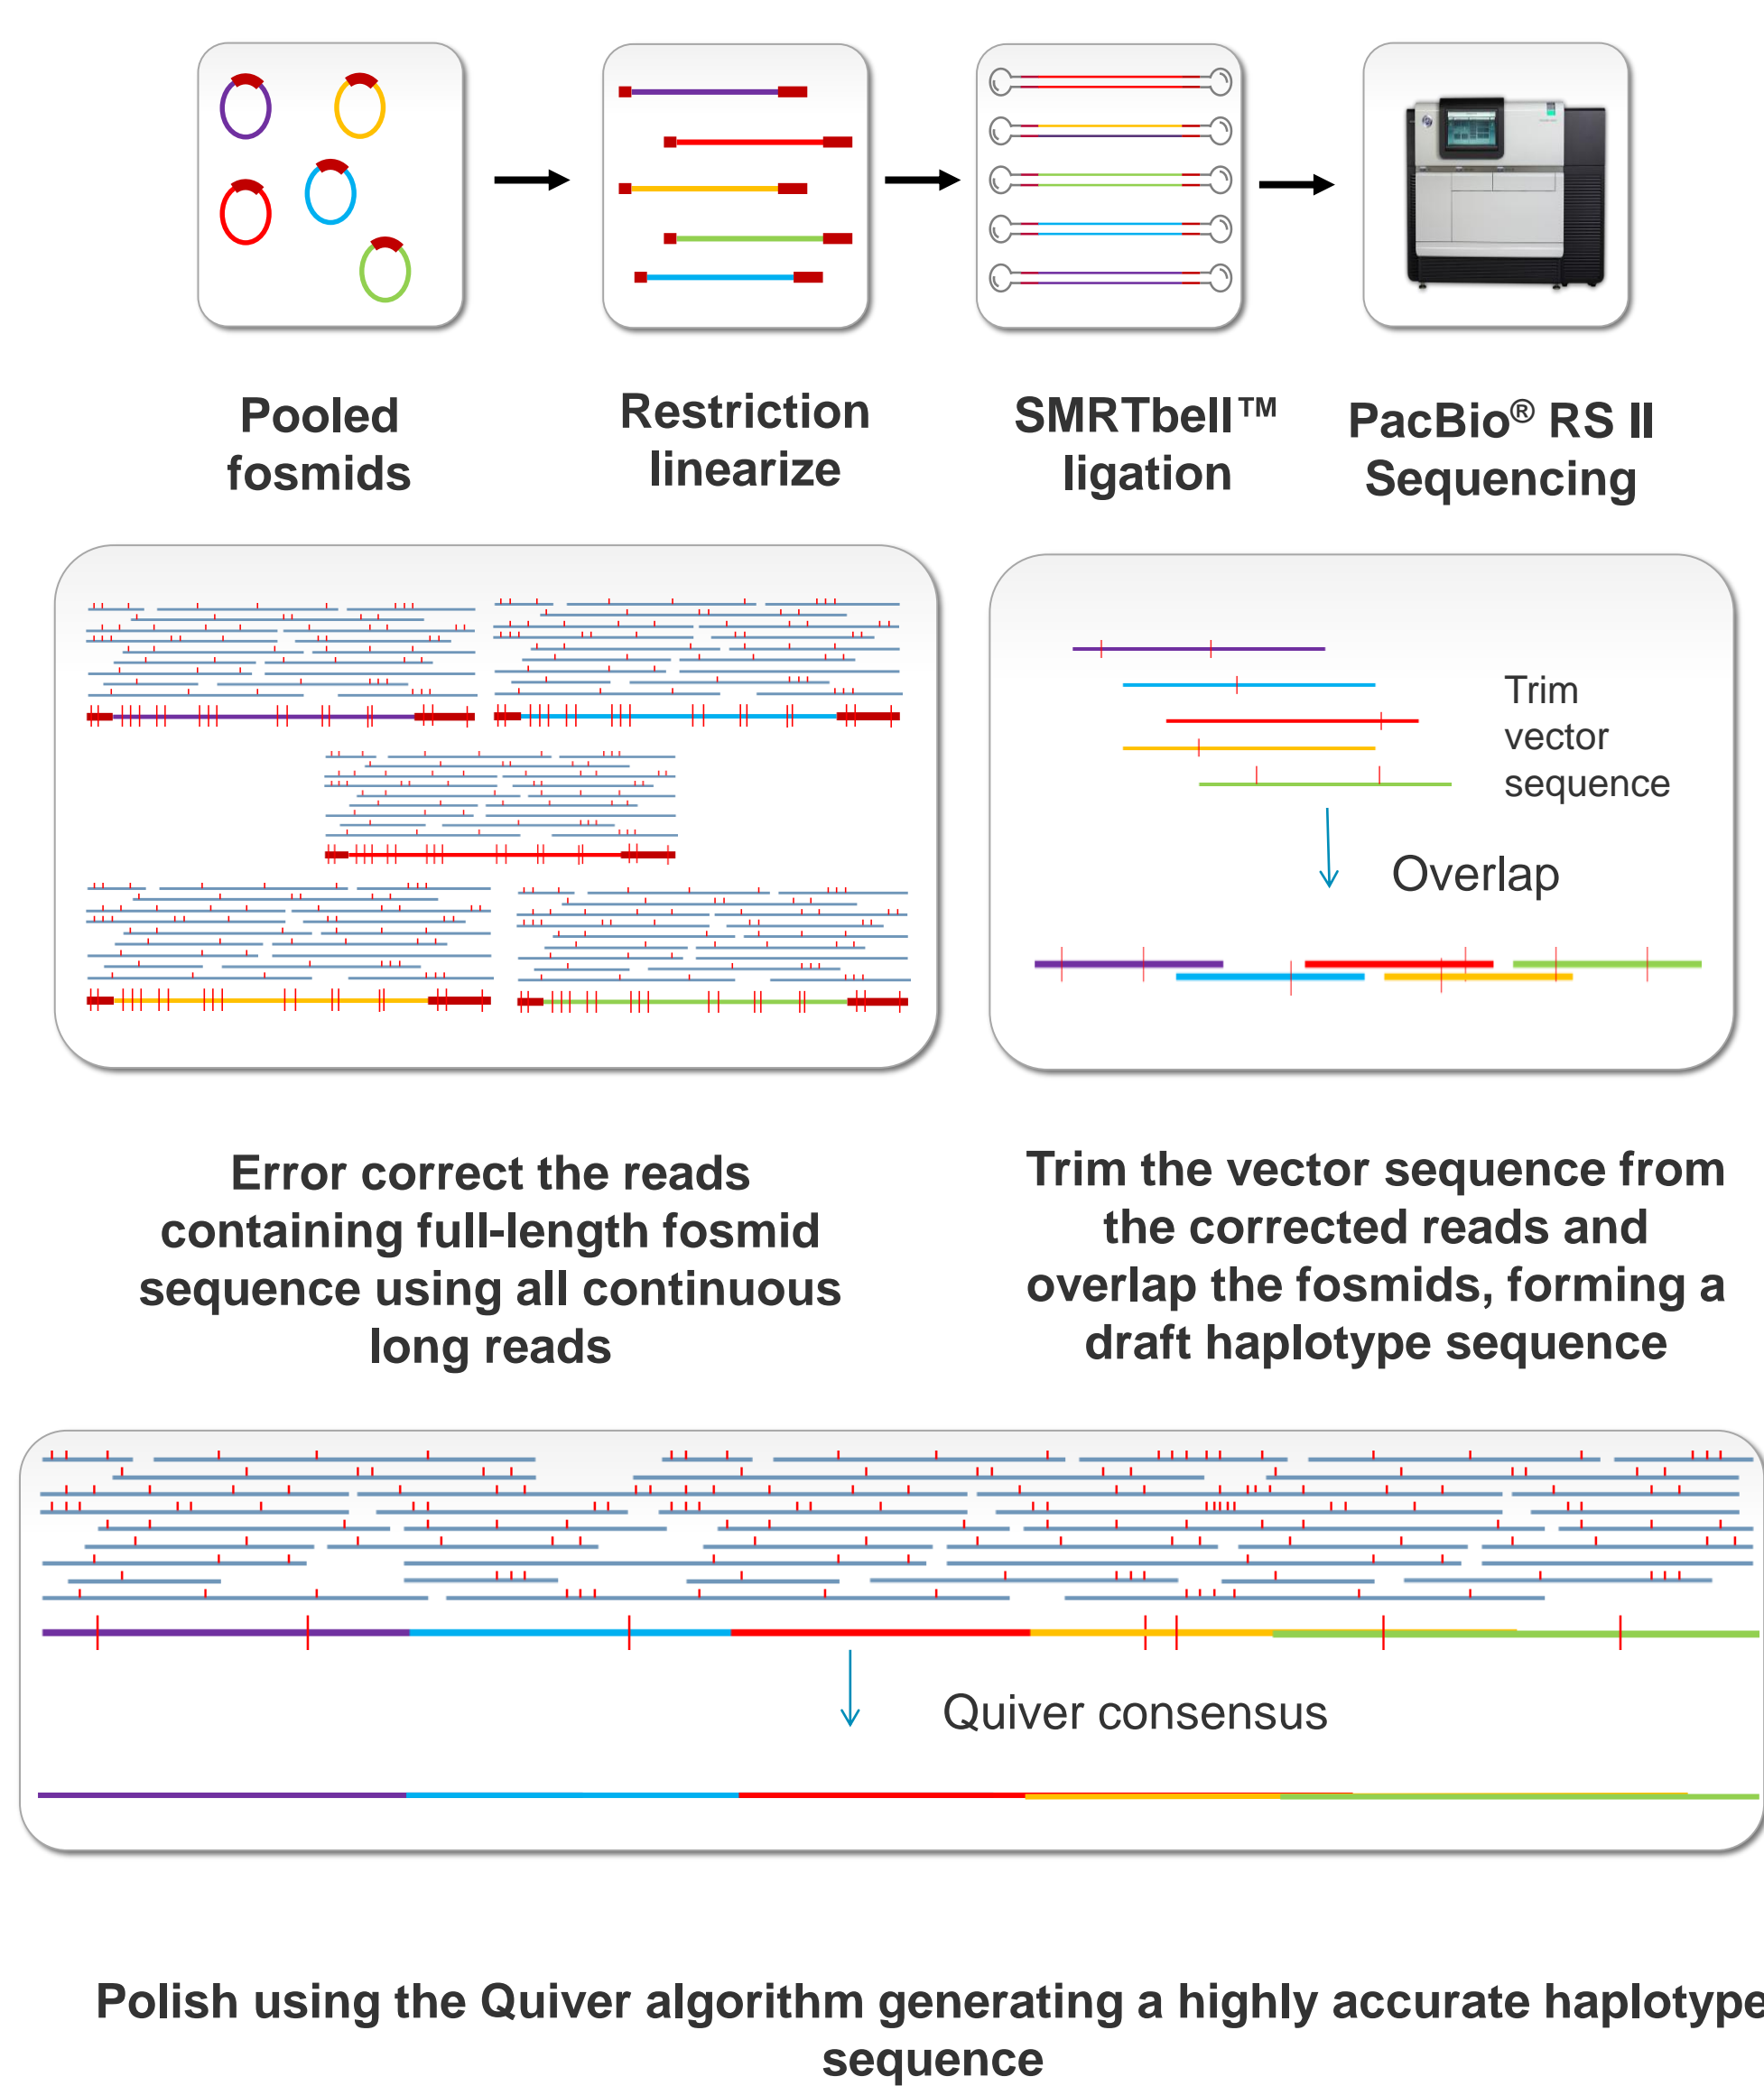 Pooled
fosmids
Restriction
linearize
SMRTbell™
ligation
PacBio® RS II
Sequencing
Trim
vector
sequence
Overlap
Error correct the reads
containing full-length fosmid
sequence using all continuous
long reads
Trim the vector sequence from
the corrected reads and
overlap the fosmids, forming a
draft haplotype sequence
Quiver consensus
Polish using the Quiver algorithm generating a highly accurate haplotype
sequence